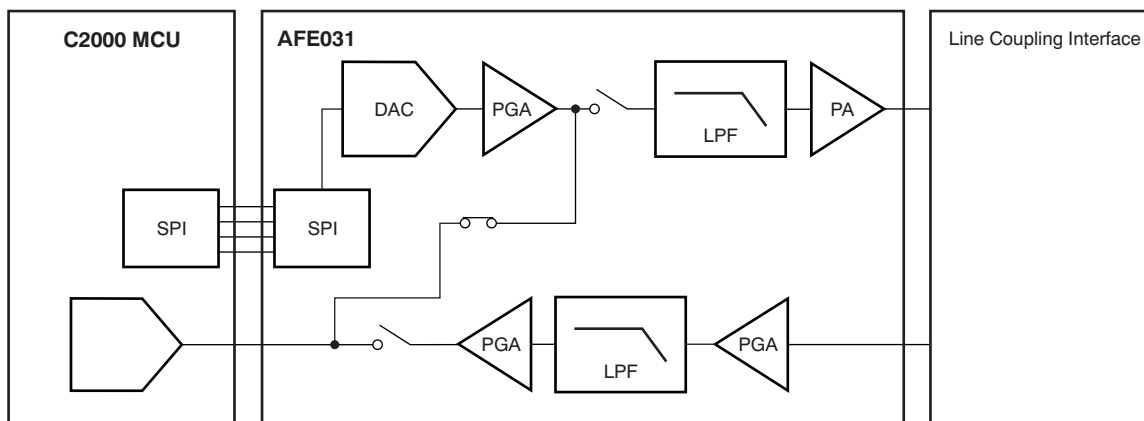 C2000 MCU
AFE031
Line Coupling Interface
DAC
PGA
LPF
PA
SPI
SPI
PGA
LPF
PGA